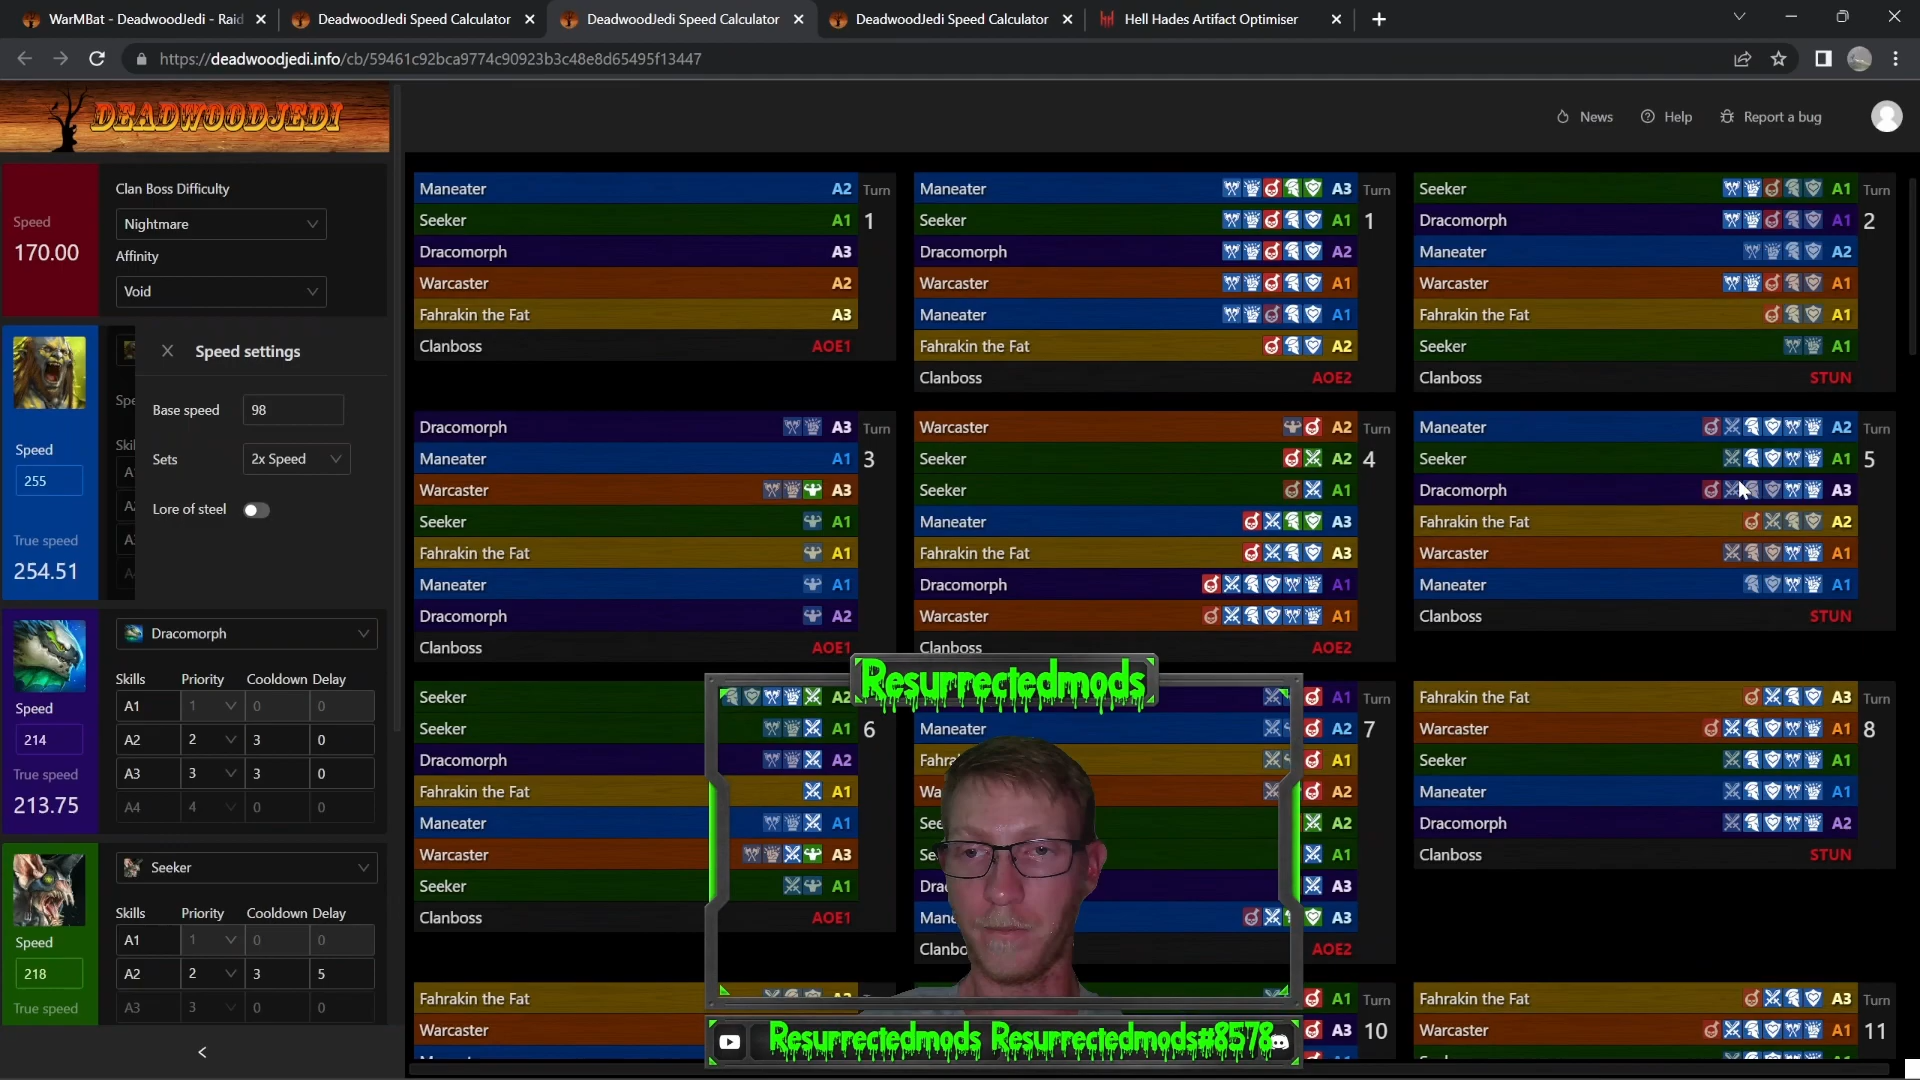 WarMBat - DeadwoodJedi - Raid
DeadwoodJedi Speed Calculator
DeadwoodJedi Speed Calculator
DeadwoodJedi Speed Calculator
Hell Hades Artifact Optimiser
https://deadwoodjedi.info/cb/59461c92bca9774c90923b3c48e8d65495f13447
DEADWOODJEDI
News
Help
Report a bug
Speed
170.00
Clan Boss Difficulty
Nightmare
Affinity
Void
Speed settings
Base speed 98
Sets 2x Speed
Lore of steel
Speed
255
True speed
254.51
Dracomorph
Skills Priority Cooldown Delay
A1 1 0 0
A2 2 3 0
A3 3 3 0
A4 4 0 0
Speed
214
True speed
213.75
Seeker
Skills Priority Cooldown Delay
A1 1 0 0
A2 2 3 5
A3 3 0 0
Speed
218
True speed
Maneater A2 Turn
Seeker A1 1
Dracomorph A3
Warcaster A2
Fahrakin the Fat A3
Clanboss AOE1
Maneater A3 Turn
Seeker A1 1
Dracomorph A2
Warcaster A1
Maneater A1
Fahrakin the Fat A2
Clanboss AOE2
Seeker A1 Turn
Dracomorph A1 2
Maneater A2
Warcaster A1
Fahrakin the Fat A1
Seeker A1
Clanboss STUN
Dracomorph A3 Turn
Maneater A1 3
Warcaster A3
Seeker A1
Fahrakin the Fat A1
Maneater A1
Dracomorph A2
Clanboss AOE1
Warcaster A2 Turn
Seeker A2 4
Seeker A1
Maneater A3
Fahrakin the Fat A3
Dracomorph A1
Warcaster A1
Clanboss AOE2
Maneater A2 Turn
Seeker A1 5
Dracomorph A3
Fahrakin the Fat A2
Warcaster A1
Maneater A1
Clanboss STUN
Seeker A2
Seeker A1 6
Dracomorph A2
Fahrakin the Fat A1
Maneater A1
Warcaster A3
Seeker A1
Clanboss AOE1
A1 Turn
Maneater A2 7
Fahra A1
Wa A2
See A2
Se A1
Dra A3
Mane A3
Clanbo AOE2
Fahrakin the Fat A3 Turn
Warcaster A1 8
Seeker A1
Maneater A1
Dracomorph A2
Clanboss STUN
Fahrakin the Fat
Warcaster
A1 Turn
A3 10
Fahrakin the Fat A3 Turn
Warcaster A1 11
Resurrectedmods
Resurrectedmods Resurrectedmods#8578